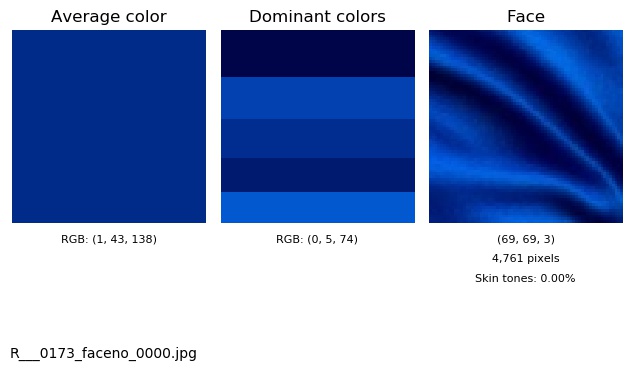 Average color
Dominant colors
Face
RGB: (1, 43, 138)
RGB: (0, 5, 74)
(69, 69, 3)
4,761 pixels
Skin tones: 0.00%
R___0173_faceno_0000.jpg